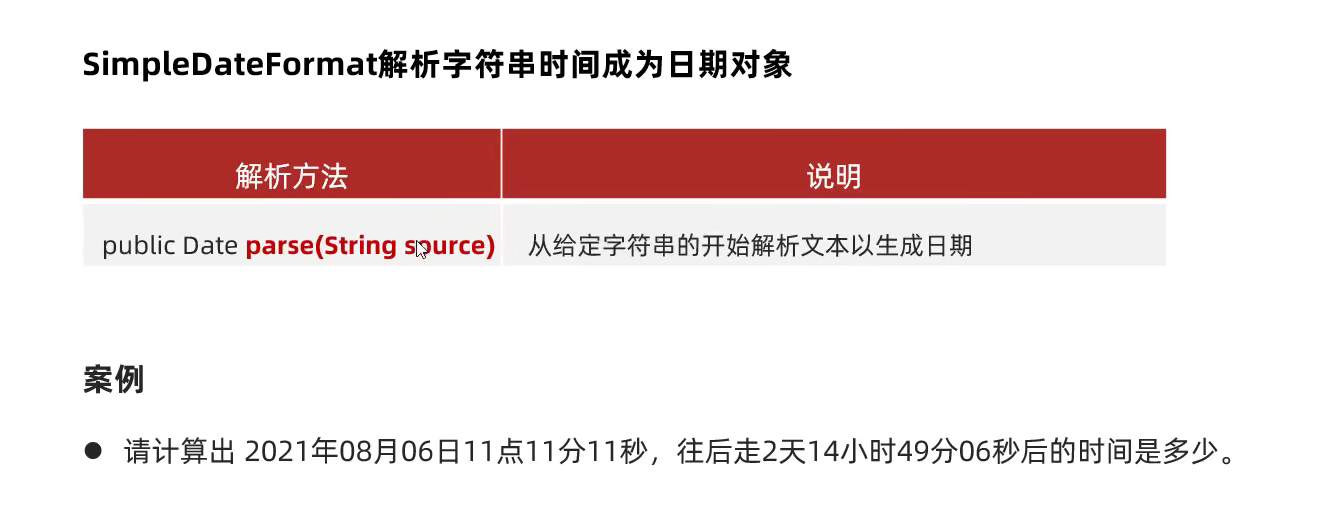 SimpleDateFormat解析字符串时间成为日期对象
解析方法
说明
public Date parse(String source)
从给定字符串的开始解析文本以生成日期
案例
● 请计算出 2021年08月06日11点11分11秒，往后走2天14小时49分06秒后的时间是多少。